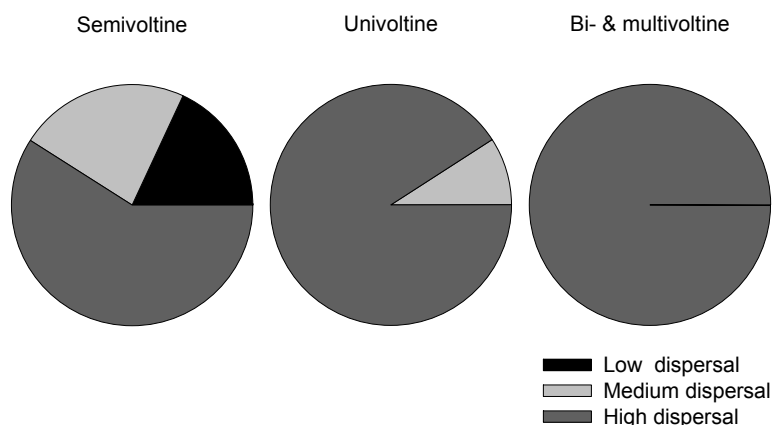 Semivoltine
Univoltine
Bi- & multivoltine
Low dispersal
Medium dispersal
High dispersal